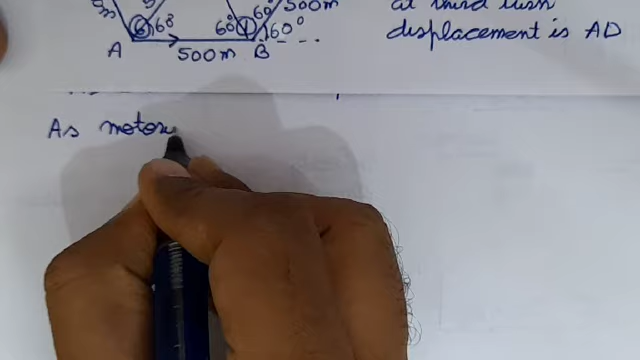 at third turn
displacement is AD
500m
60°
60°
60°
60°
A
B
500m
As motor